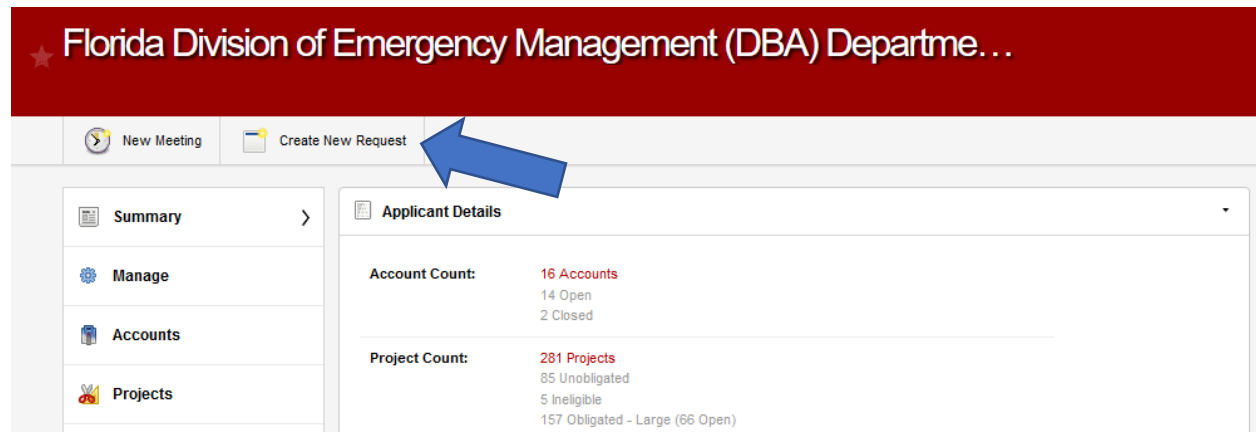 Florida Division of Emergency Management (DBA) Departme...
New Meeting
Create New Request
Summary
Manage
Accounts
Projects
Applicant Details
Account Count:
16 Accounts
14 Open
2 Closed
Project Count:
281 Projects
85 Unobligated
5 Ineligible
157 Obligated - Large (66 Open)